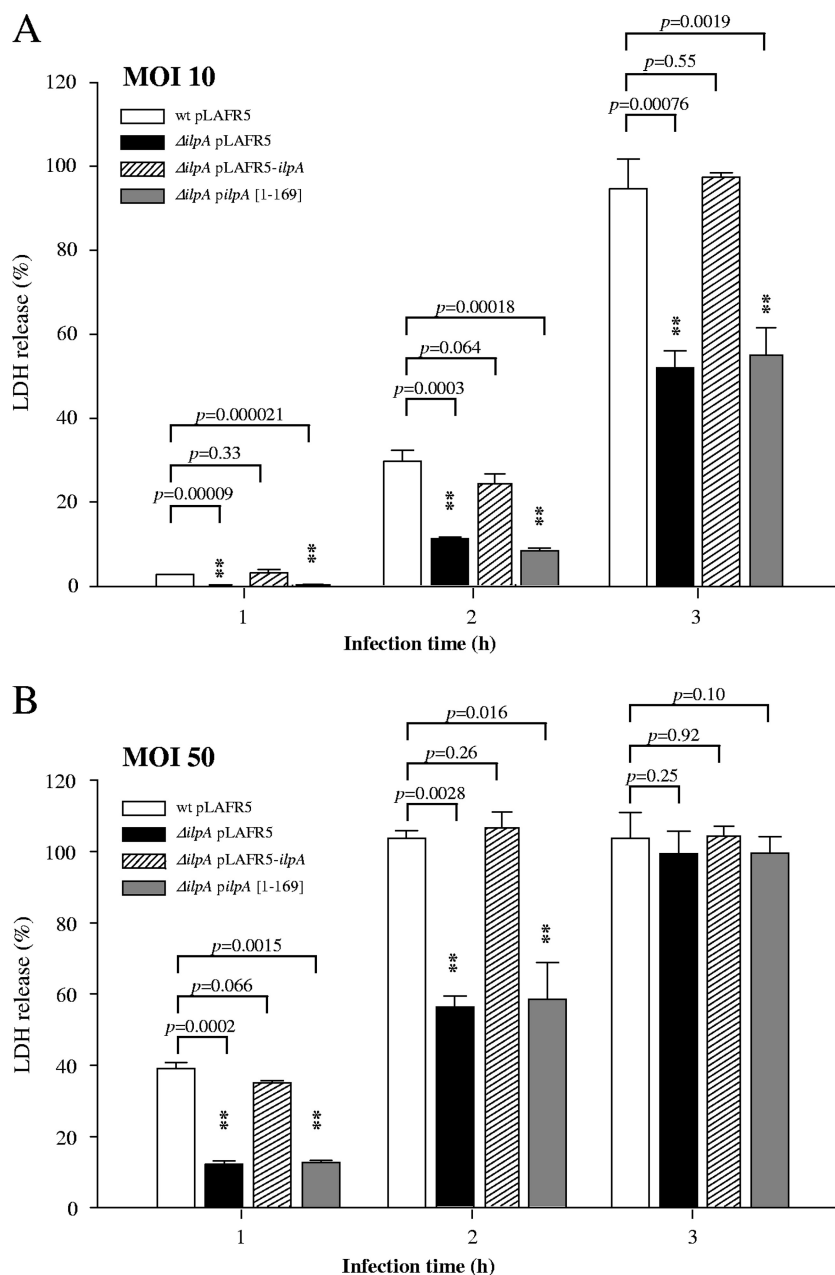 A
MOI 10
wt pLAFR5
ΔilpA pLAFR5
ΔilpA pLAFR5-ilpA
ΔilpA pilpA [1-169]
p=0.0019
p=0.55
p=0.00076
p=0.00018
p=0.064
p=0.0003
p=0.000021
p=0.33
p=0.00009
** ** ** ** ** **
LDH release (%)
120
100
80
60
40
20
0
1 2 3
Infection time (h)
B
MOI 50
wt pLAFR5
ΔilpA pLAFR5
ΔilpA pLAFR5-ilpA
ΔilpA pilpA [1-169]
p=0.10
p=0.92
p=0.25
p=0.016
p=0.26
p=0.0028
p=0.0015
p=0.066
p=0.0002
** ** ** **
LDH release (%)
120
100
80
60
40
20
0
1 2 3
Infection time (h)